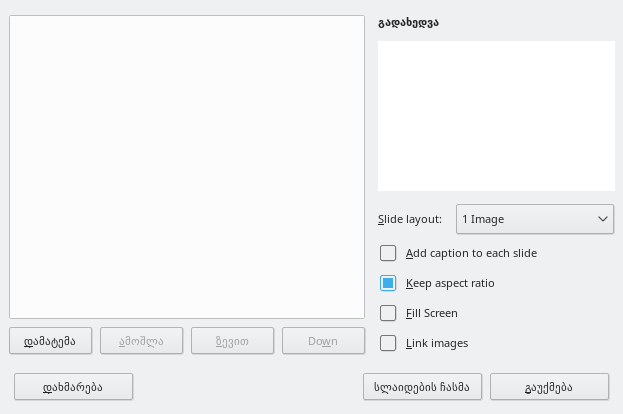 გადახედვა
Slide layout: 1 Image
Add caption to each slide
Keep aspect ratio
Fill Screen
Link images
დამატემა ამოშლა ზევით Down
დახმარება სლაიდების ჩასმა გაუქმება